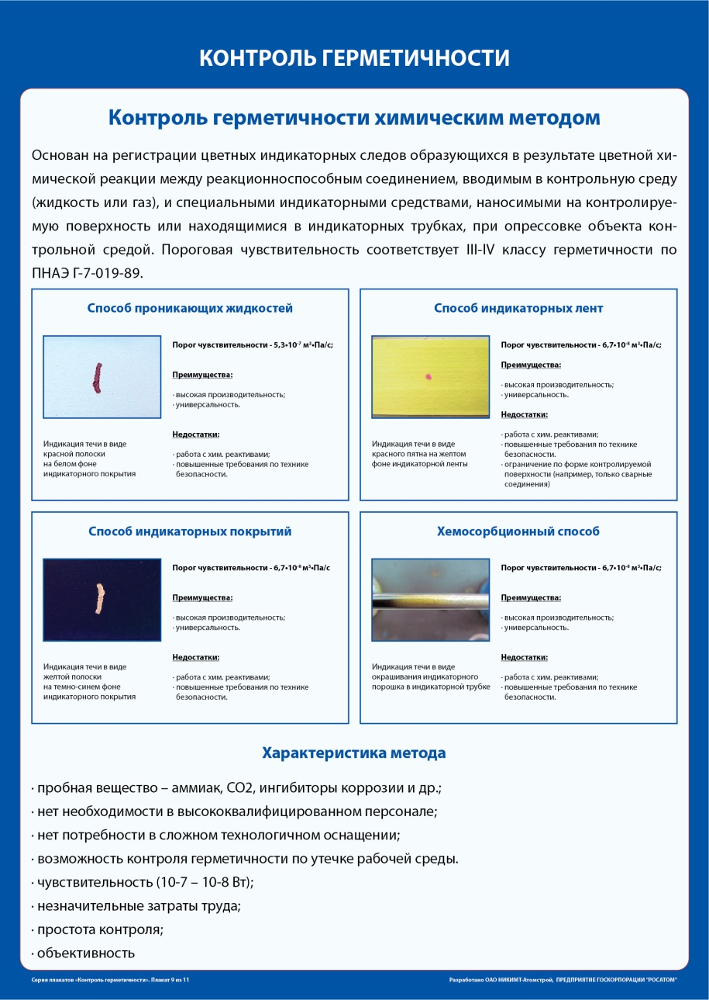 КОНТРОЛЬ ГЕРМЕТИЧНОСТИ
Контроль герметичности химическим методом
Основан на регистрации цветных индикаторных следов образующихся в результате цветной хи-
мической реакции между реакционноспособным соединением, вводимым в контрольную среду
(жидкость или газ), и специальными индикаторными средствами, наносимыми на контролируе-
мую поверхность или находящимися в индикаторных трубках, при опрессовке объекта кон-
трольной средой. Пороговая чувствительность соответствует III-IV классу герметичности по
ПНАЭ Г-7-019-89.
Способ проникающих жидкостей
Порог чувствительности - 5,3•10⁻⁷ м³•Па/с;
Преимущества:
· высокая производительность;
· универсальность.
Недостатки:
· работа с хим. реактивами;
· повышенные требования по технике
безопасности.
Индикация течи в виде
красной полоски
на белом фоне
индикаторного покрытия
Способ индикаторных лент
Порог чувствительности - 6,7•10⁻⁸ м³•Па/с;
Преимущества:
· высокая производительность;
· универсальность.
Недостатки:
· работа с хим. реактивами;
· повышенные требования по технике
безопасности.
· ограничение по форме контролируемой
поверхности (например, только сварные
соединения)
Индикация течи в виде
красного пятна на желтом
фоне индикаторной ленты
Способ индикаторных покрытий
Порог чувствительности - 6,7•10⁻⁸ м³•Па/с
Преимущества:
· высокая производительность;
· универсальность.
Недостатки:
· работа с хим. реактивами;
· повышенные требования по технике
безопасности.
Индикация течи в виде
желтой полоски
на темно-синем фоне
индикаторного покрытия
Хемосорбционный способ
Порог чувствительности - 6,7•10⁻⁸ м³•Па/с;
Преимущества:
· высокая производительность;
· универсальность.
Недостатки:
· работа с хим. реактивами;
· повышенные требования по технике
безопасности.
Индикация течи в виде
окрашивания индикаторного
порошка в индикаторной трубке
Характеристика метода
· пробная вещество – аммиак, CO2, ингибиторы коррозии и др.;
· нет необходимости в высококвалифицированном персонале;
· нет потребности в сложном технологичном оснащении;
· возможность контроля герметичности по утечке рабочей среды.
· чувствительность (10-7 – 10-8 Вт);
· незначительные затраты труда;
· простота контроля;
· объективность
Серия плакатов «Контроль герметичности». Плакат 9 из 11
Разработано ОАО НИКИМТ-Атомстрой, ПРЕДПРИЯТИЕ ГОСКОРПОРАЦИИ "РОСАТОМ"